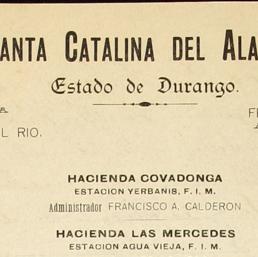 ANTA CATALINA DEL ALA
Estado de Durango.
L RIO.
HACIENDA COVADONGA
ESTACION YERBANIS, F. I. M.
Administrador FRANCISCO A. CALDERON
HACIENDA LAS MERCEDES
ESTACION AGUA VIEJA, F. I. M.